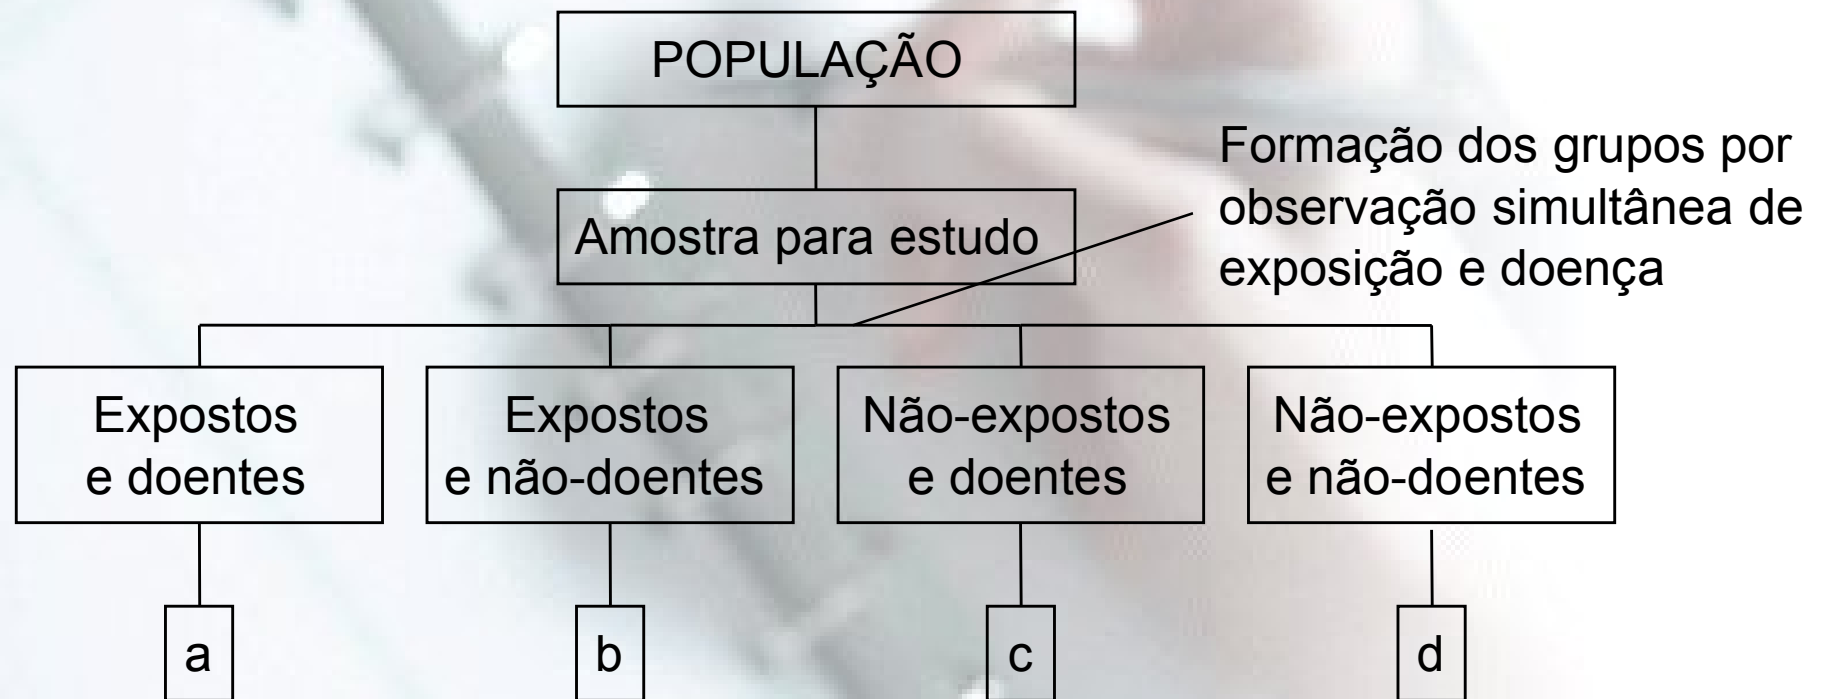 POPULAÇÃO
Formação dos grupos por
observação simultânea de
exposição e doença
Amostra para estudo
Expostos
e doentes
Expostos
e não-doentes
Não-expostos
e doentes
Não-expostos
e não-doentes
a
b
c
d